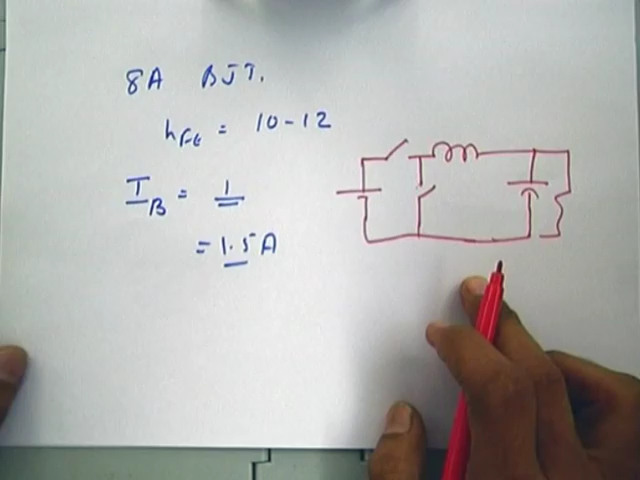 8A BJT.
hFE = 10-12
IB = 1
= 1.5A